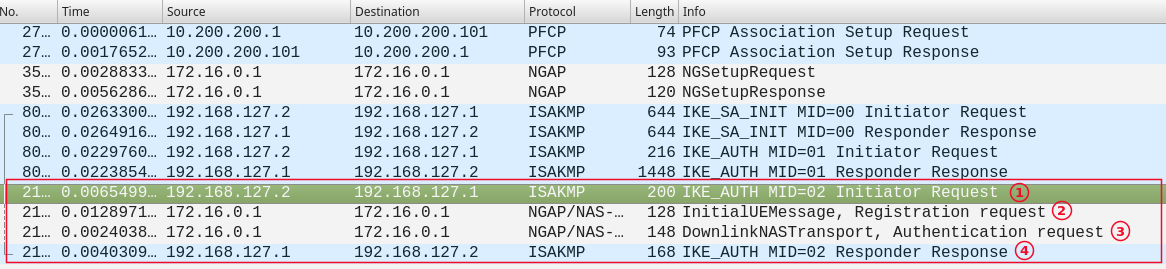 No. Time Source Destination Protocol Length Info
27… 0.0000061… 10.200.200.1 10.200.200.101 PFCP 74 PFCP Association Setup Request
27… 0.0017652… 10.200.200.101 10.200.200.1 PFCP 93 PFCP Association Setup Response
35… 0.0028833… 172.16.0.1 172.16.0.1 NGAP 128 NGSetupRequest
35… 0.0056286… 172.16.0.1 172.16.0.1 NGAP 120 NGSetupResponse
80… 0.0263300… 192.168.127.2 192.168.127.1 ISAKMP 644 IKE_SA_INIT MID=00 Initiator Request
80… 0.0264916… 192.168.127.1 192.168.127.2 ISAKMP 644 IKE_SA_INIT MID=00 Responder Response
80… 0.0229760… 192.168.127.2 192.168.127.1 ISAKMP 216 IKE_AUTH MID=01 Initiator Request
80… 0.0223854… 192.168.127.1 192.168.127.2 ISAKMP 1448 IKE_AUTH MID=01 Responder Response
21… 0.0065499… 192.168.127.2 192.168.127.1 ISAKMP 200 IKE_AUTH MID=02 Initiator Request ①
21… 0.0128971… 172.16.0.1 172.16.0.1 NGAP/NAS-… 128 InitialUEMessage, Registration request ②
21… 0.0024038… 172.16.0.1 172.16.0.1 NGAP/NAS-… 148 DownlinkNASTransport, Authentication request ③
21… 0.0040309… 192.168.127.1 192.168.127.2 ISAKMP 168 IKE_AUTH MID=02 Responder Response ④